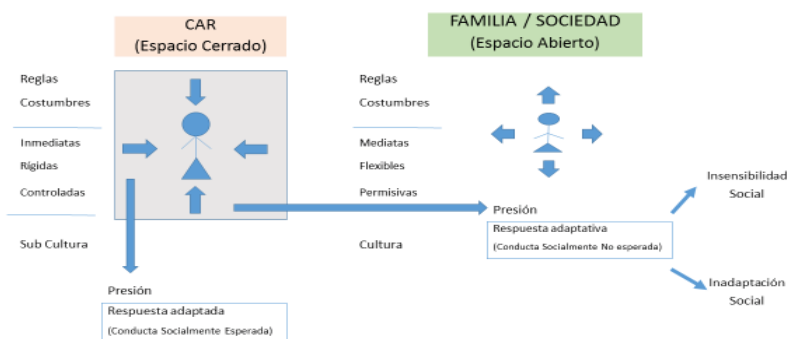 CAR
(Espacio Cerrado)
Reglas
Costumbres
Inmediatas
Rígidas
Controladas
Sub Cultura
Presión
Respuesta adaptada
(Conducta Socialmente Esperada)
FAMILIA / SOCIEDAD
(Espacio Abierto)
Reglas
Costumbres
Mediatas
Flexibles
Permisivas
Cultura
Presión
Respuesta adaptativa
(Conducta Socialmente No esperada)
Insensibilidad
Social
Inadaptación
Social